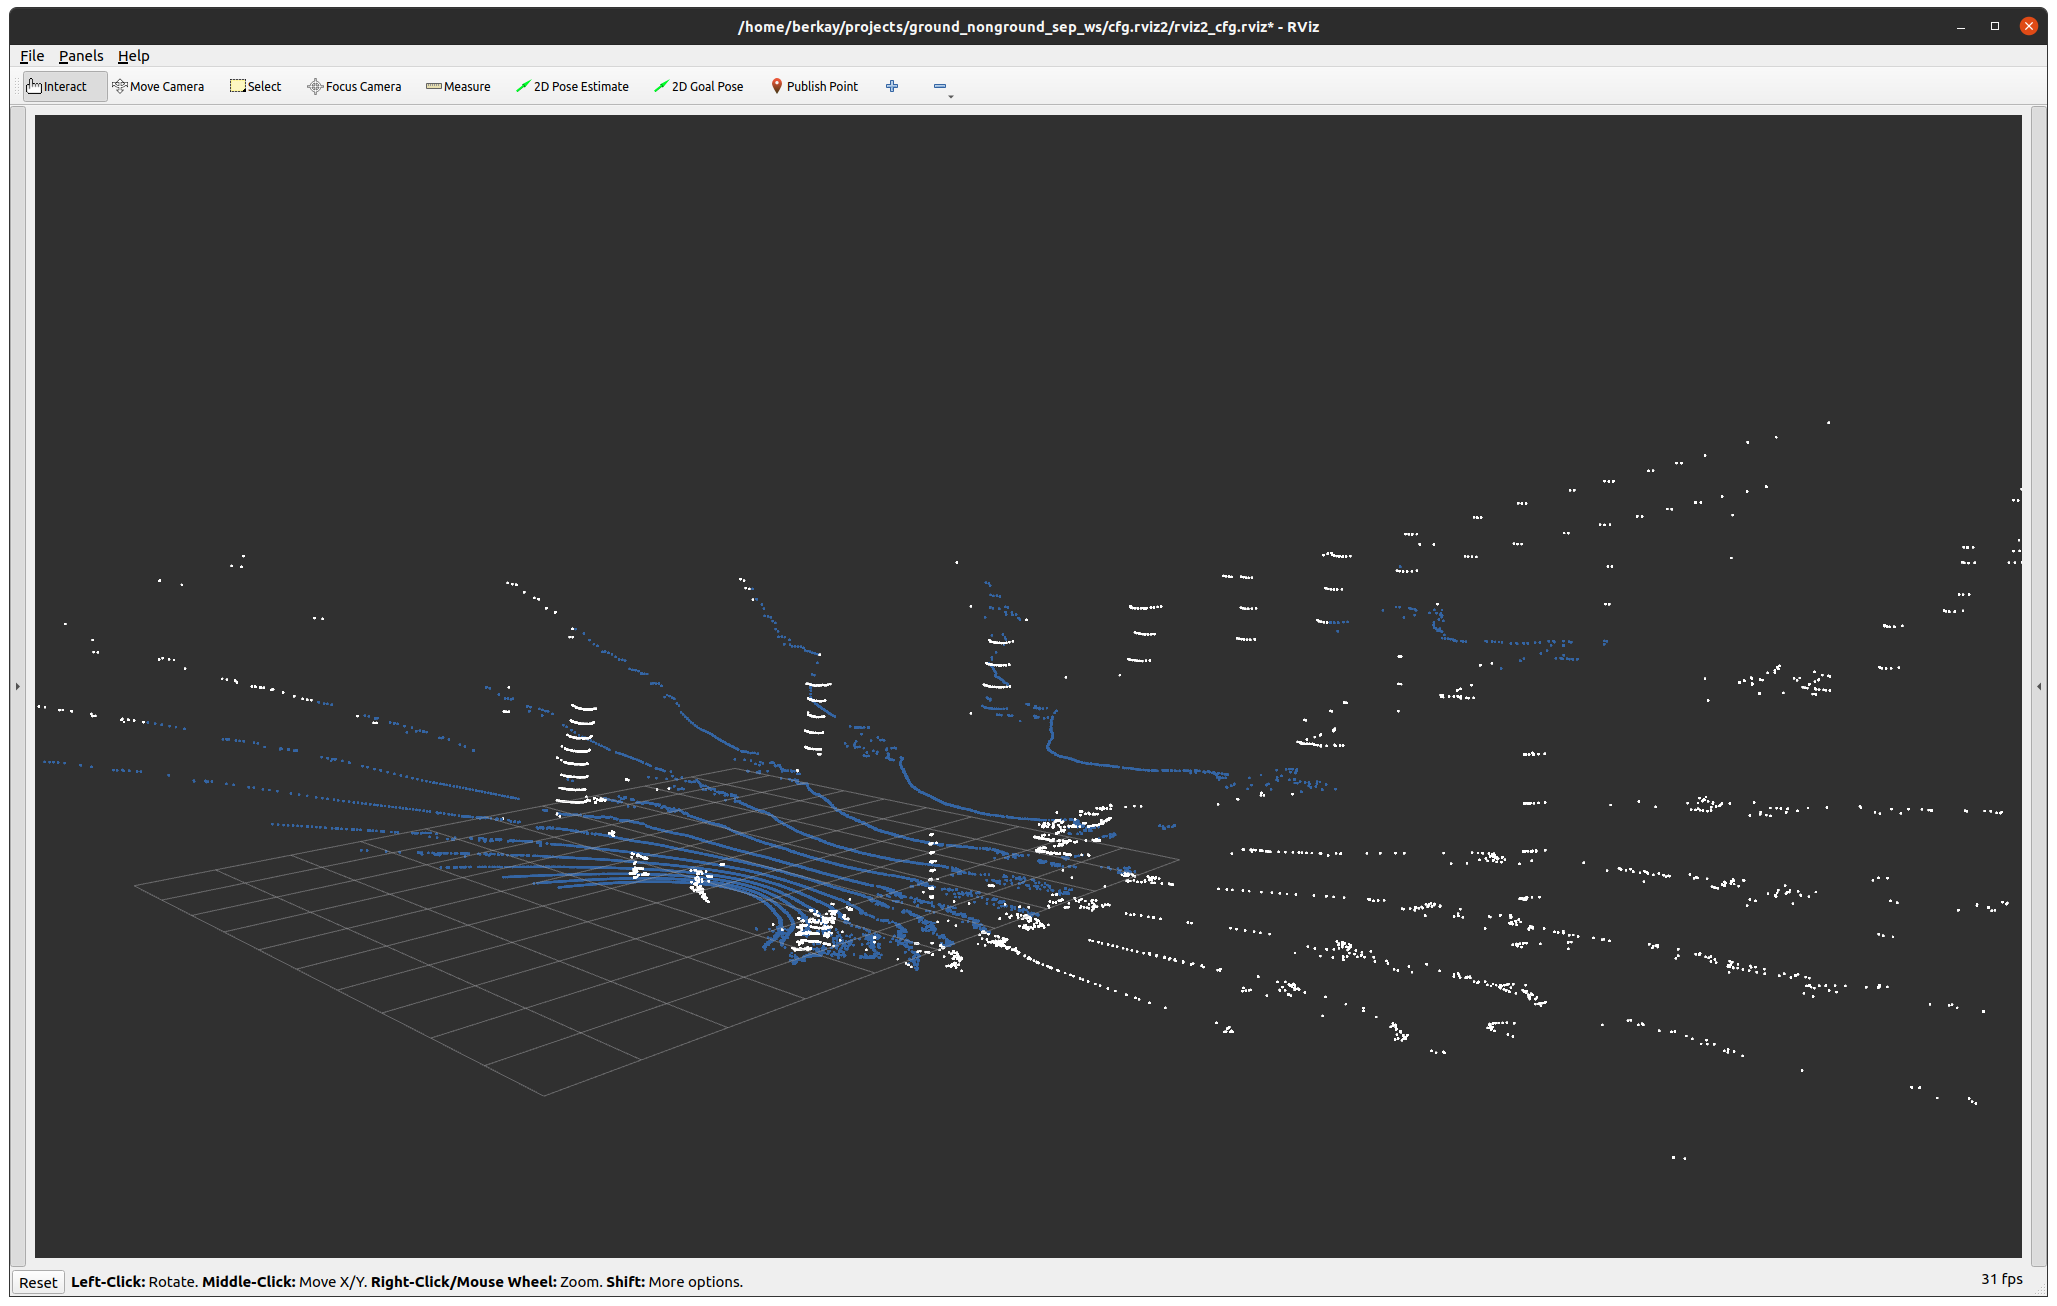 /home/berkay/projects/ground_nonground_sep_ws/cfg.rviz2/rviz2_cfg.rviz* - RViz
File Panels Help
Interact Move Camera Select Focus Camera Measure 2D Pose Estimate 2D Goal Pose Publish Point
Reset Left-Click: Rotate. Middle-Click: Move X/Y. Right-Click/Mouse Wheel: Zoom. Shift: More options. 31 fps